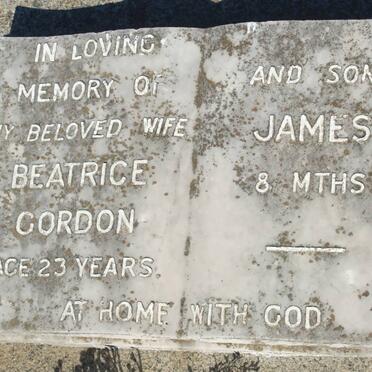 IN LOVING
MEMORY OF
MY BELOVED WIFE
BEATRICE
GORDON
AGE 23 YEARS
AND SON
JAMES
8 MTHS
AT HOME WITH GOD